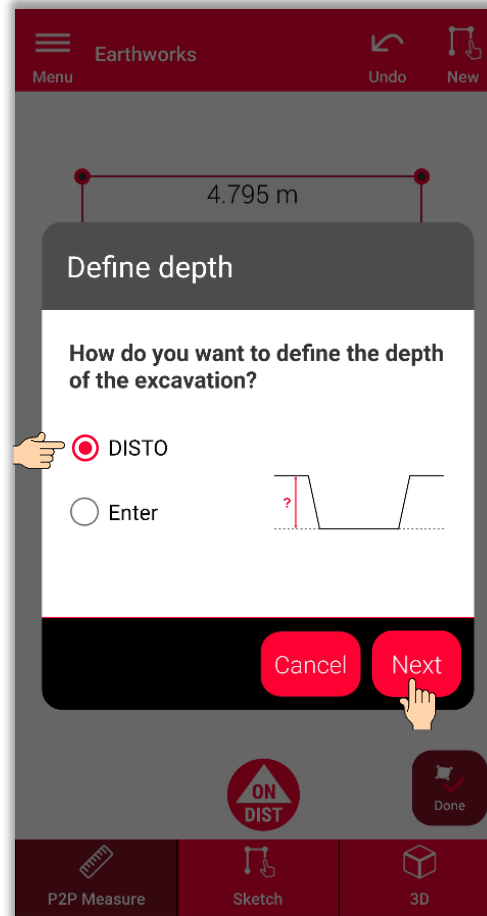 Earthworks
Menu
Undo
New
4.795 m
Define depth
How do you want to define the depth
of the excavation?
DISTO
Enter
?
Cancel
Next
ON
DIST
Done
P2P Measure
Sketch
3D